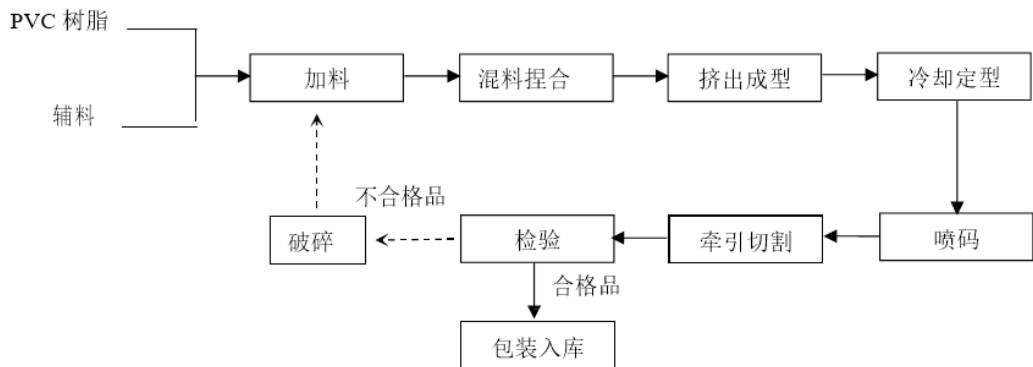 PVC 树脂
辅料
加料
混料捏合
挤出成型
冷却定型
喷码
牵引切割
检验
不合格品
破碎
合格品
包装入库